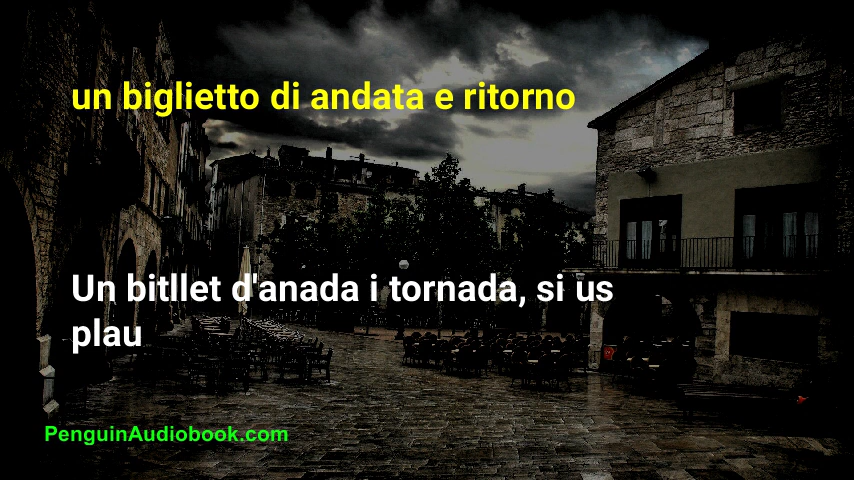 un biglietto di andata e ritorno
Un bitllet d'anada i tornada, si us
plau
PenguinAudiobook.com